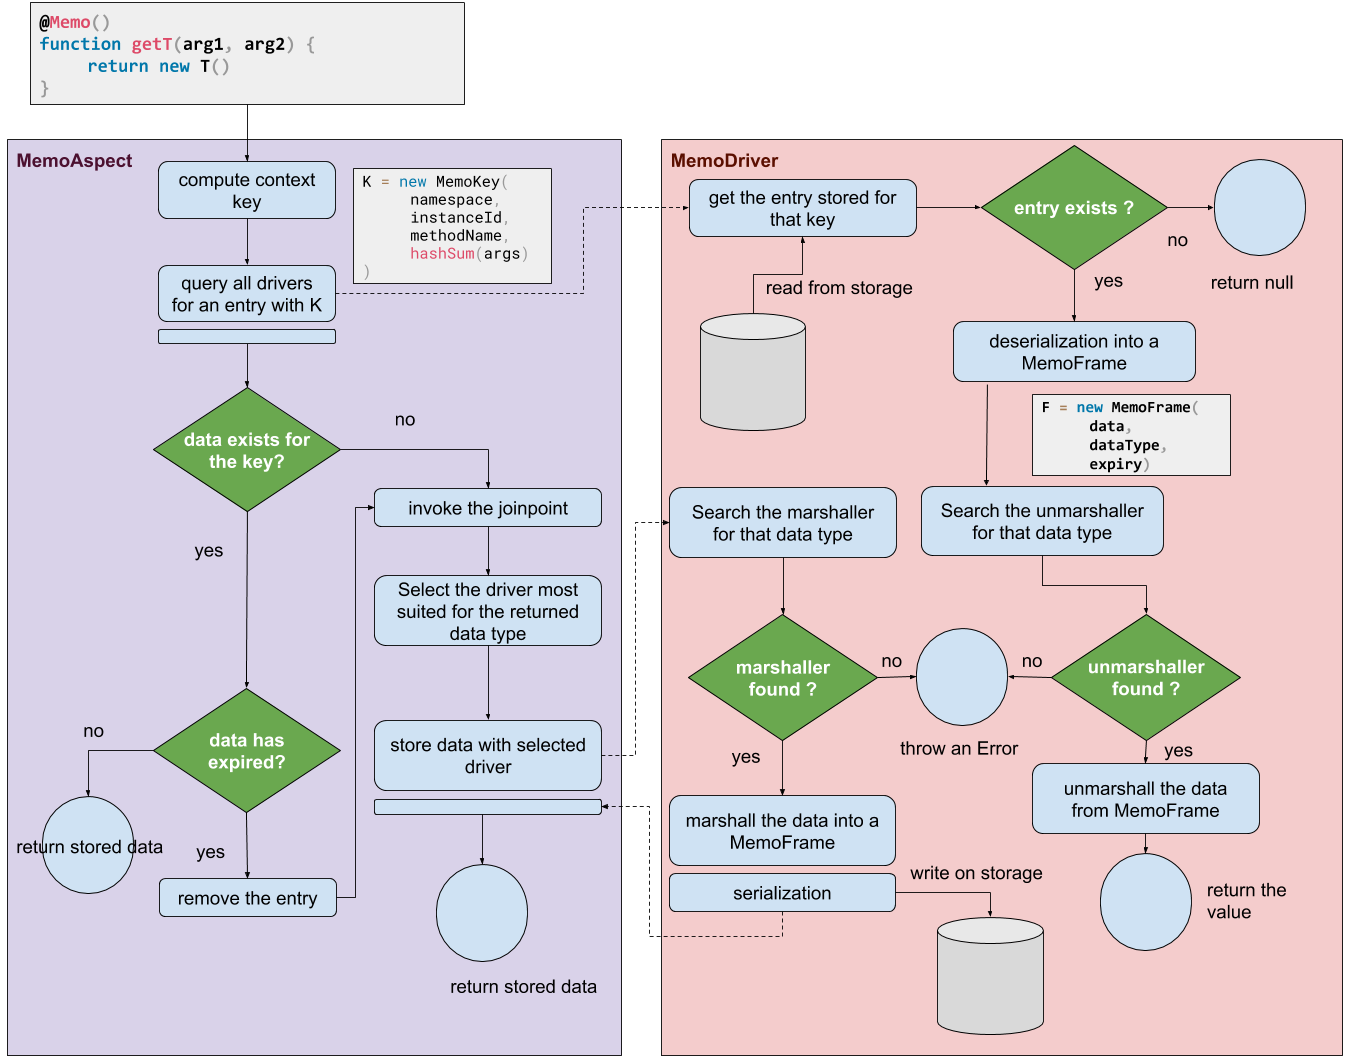 @Memo()
function getT(arg1, arg2) {
return new T()
}
MemoAspect
compute context
key
K = new MemoKey(
namespace,
instanceId,
methodName,
hashSum(args)
)
query all drivers
for an entry with K
data exists for
the key?
no
yes
invoke the joinpoint
Select the driver most
suited for the returned
data type
store data with selected
driver
data has
expired?
no
return stored data
yes
remove the entry
return stored data
MemoDriver
get the entry stored for
that key
entry exists ?
no
return null
yes
read from storage
deserialization into a
MemoFrame
F = new MemoFrame(
data,
dataType,
expiry)
Search the marshaller
for that data type
Search the unmarshaller
for that data type
marshaller
found ?
no
no
unmarshaller
found ?
throw an Error
yes
yes
marshall the data into a
MemoFrame
unmarshall the data
from MemoFrame
serialization
write on storage
return the
value